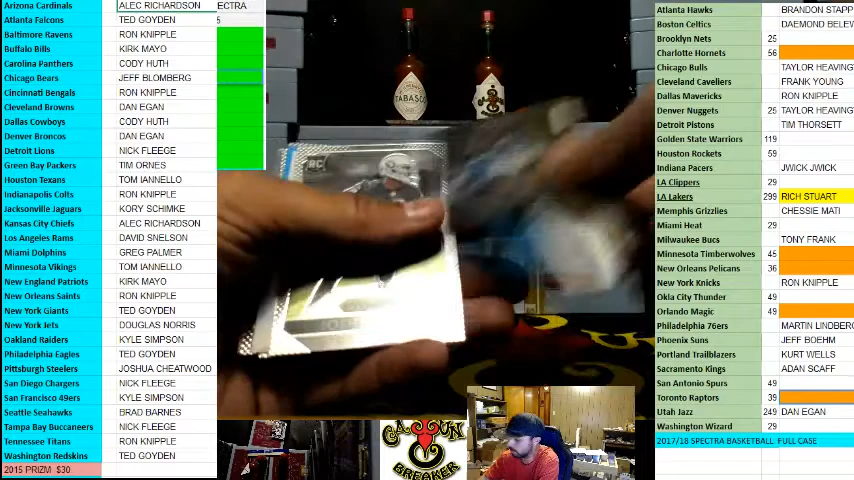 Arizona Cardinals ALEC RICHARDSON ECTRA
Atlanta Falcons TED GOYDEN 5
Baltimore Ravens RON KNIPPLE
Buffalo Bills KIRK MAYO
Carolina Panthers CODY HUTH
Chicago Bears JEFF BLOMBERG
Cincinnati Bengals RON KNIPPLE
Cleveland Browns DAN EGAN
Dallas Cowboys CODY HUTH
Denver Broncos DAN EGAN
Detroit Lions NICK FLEEGE
Green Bay Packers TIM ORNES
Houston Texans TOM IANNELLO
Indianapolis Colts RON KNIPPLE
Jacksonville Jaguars KORY SCHIMKE
Kansas City Chiefs ALEC RICHARDSON
Los Angeles Rams DAVID SNELSON
Miami Dolphins GREG PALMER
Minnesota Vikings TOM IANNELLO
New England Patriots KIRK MAYO
New Orleans Saints RON KNIPPLE
New York Giants TED GOYDEN
New York Jets DOUGLAS NORRIS
Oakland Raiders KYLE SIMPSON
Philadelphia Eagles TED GOYDEN
Pittsburgh Steelers JOSHUA CHEATWOOD
San Diego Chargers NICK FLEEGE
San Francisco 49ers KYLE SIMPSON
Seattle Seahawks BRAD BARNES
Tampa Bay Buccaneers NICK FLEEGE
Tennessee Titans RON KNIPPLE
Washington Redskins TED GOYDEN
2015 PRIZM $30
TABASCO
RC
CAJUN
BREAKER
Atlanta Hawks BRANDON STAPP
Boston Celtics DAEMOND BELEW
Brooklyn Nets 25
Charlotte Hornets 56
Chicago Bulls TAYLOR HEAVING
Cleveland Caveliers FRANK YOUNG
Dallas Mavericks RON KNIPPLE
Denver Nuggets 25 TAYLOR HEAVING
Detroit Pistons TIM THORSETT
Golden State Warriors 119
Houston Rockets 59
Indiana Pacers JWICK JWICK
LA Clippers 29
LA Lakers 299 RICH STUART
Memphis Grizzlies CHESSIE MATI
Miami Heat 29
Milwaukee Bucs TONY FRANK
Minnesota Timberwolves 45
New Orleans Pelicans 36
New York Knicks RON KNIPPLE
Okla City Thunder 49
Orlando Magic 49
Philadelphia 76ers MARTIN LINDBERG
Phoenix Suns JEFF BOEHM
Portland Trailblazers KURT WELLS
Sacramento Kings ADAN SCAFF
San Antonio Spurs 49
Toronto Raptors 39
Utah Jazz 249 DAN EGAN
Washington Wizard 29
2017/18 SPECTRA BASKETBALL FULL CASE